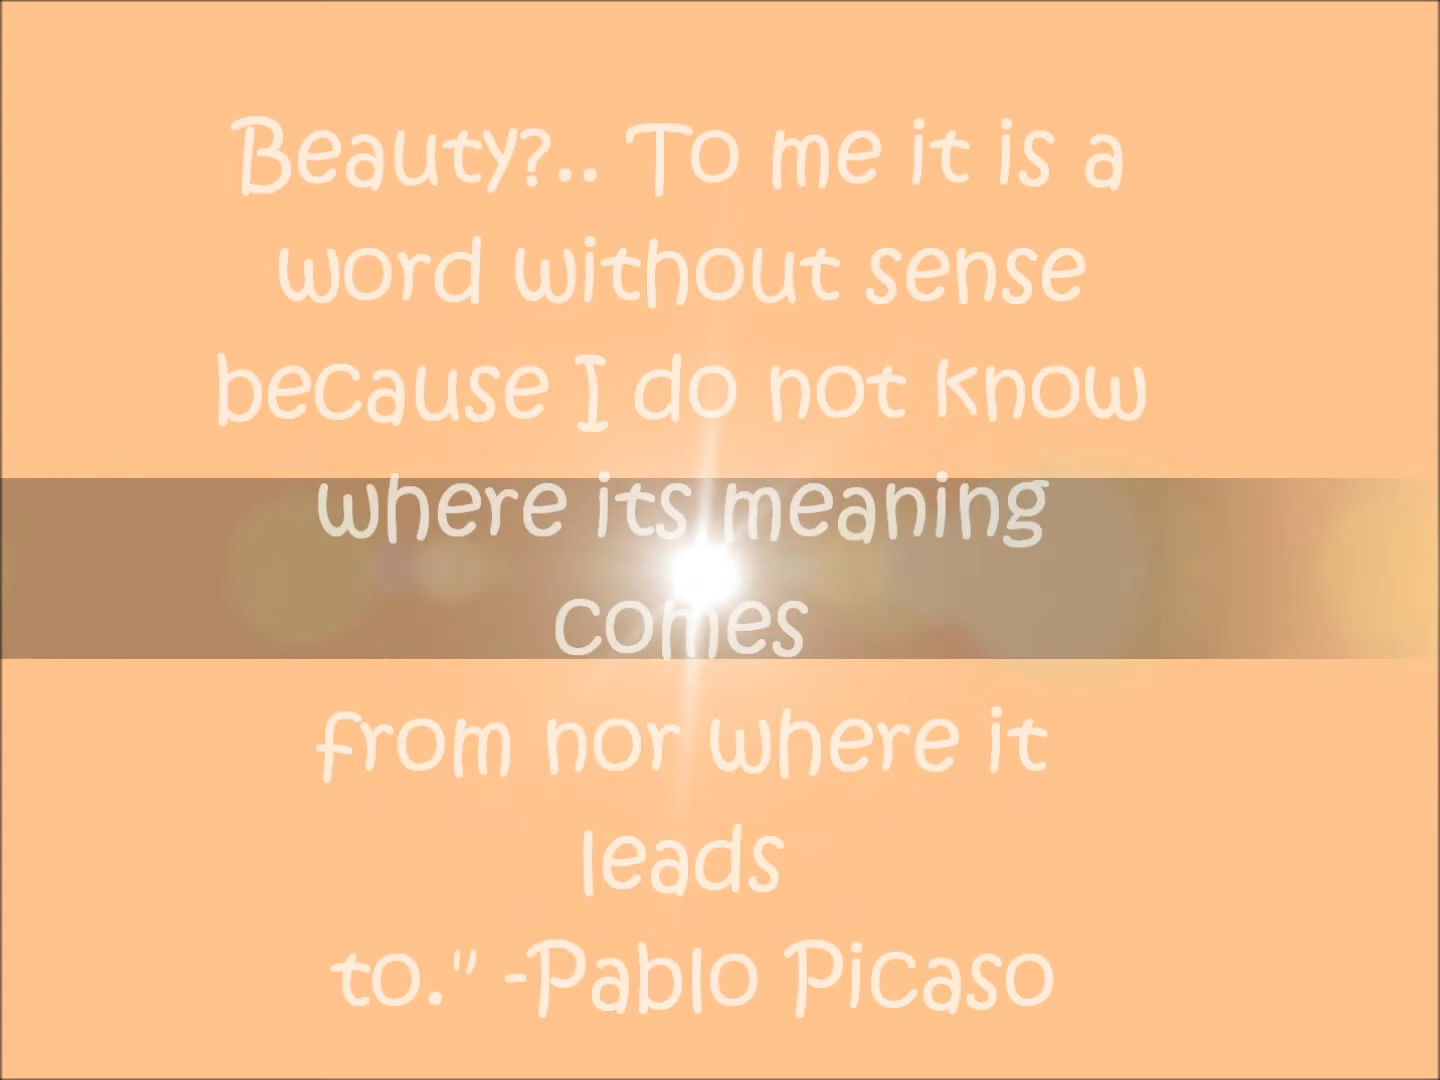 Beauty?.. To me it is a
word without sense
because I do not know
where its meaning
comes
from nor where it
leads
to." -Pablo Picaso